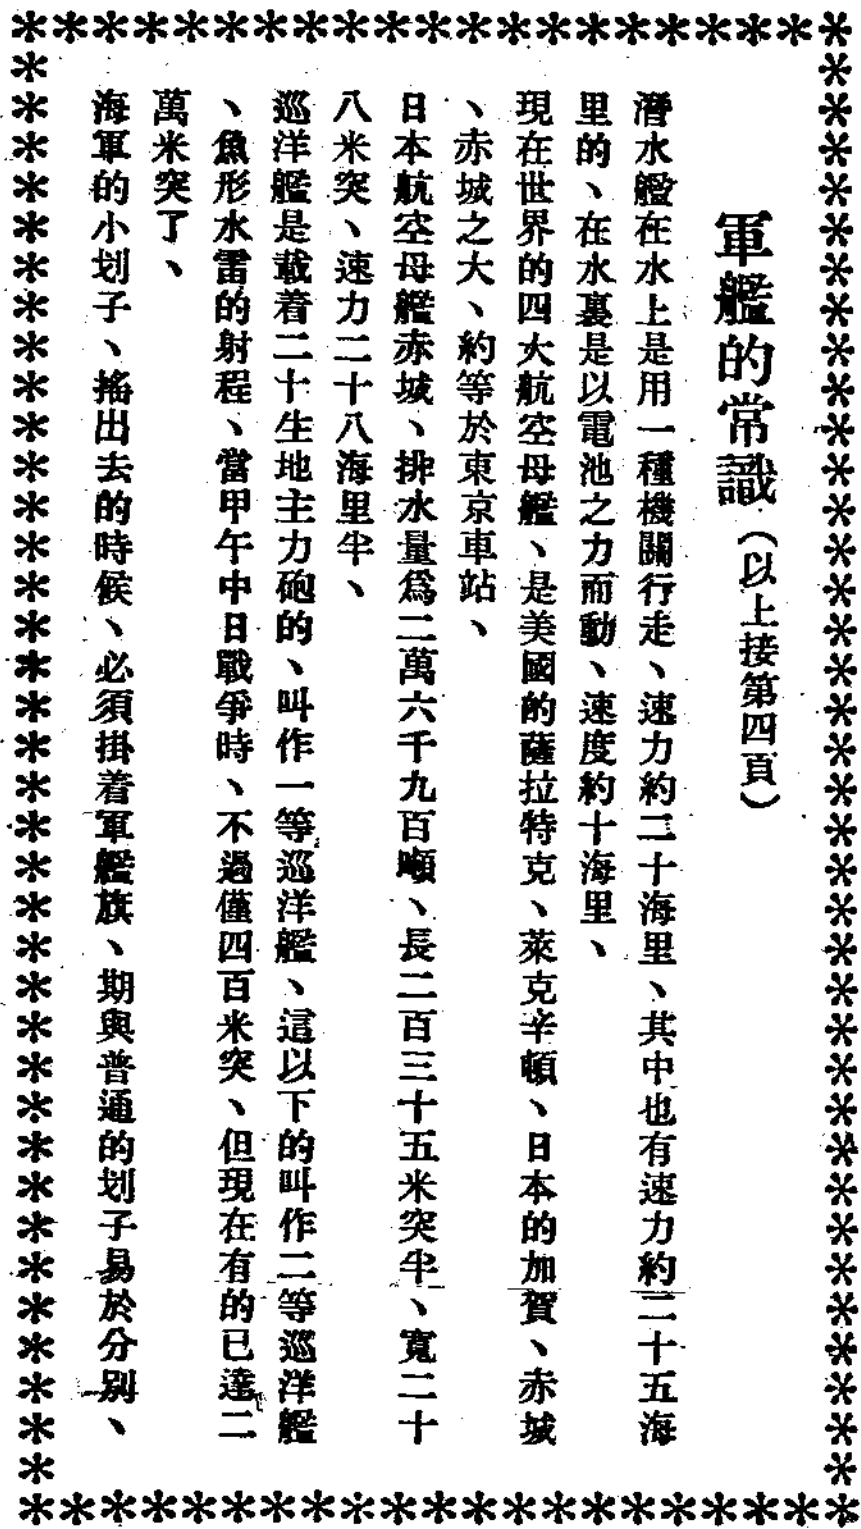 軍艦的常識（以上接第四頁）
潛水艦在水上是用一種機關行走、速力約二十海里、其中也有速力約二十五海
里的、在水裏是以電池之力而動、速度約十海里、
現在世界的四大航空母艦、是美國的薩拉特克、萊克辛頓、日本的加賀、赤城
、赤城之大、約等於東京車站、
日本航空母艦赤城、排水量爲二萬六千九百噸、長二百三十五米突半、寬二十
八米突、速力二十八海里半、
巡洋艦是載着二十生地主力砲的、叫作一等巡洋艦、這以下的叫作二等巡洋艦
、魚形水雷的射程、當甲午中日戰爭時、不過僅四百米突、但現在有的已達二
萬米突了、
海軍的小划子、搖出去的時候、必須掛着軍艦旗、期與普通的划子易於分別、